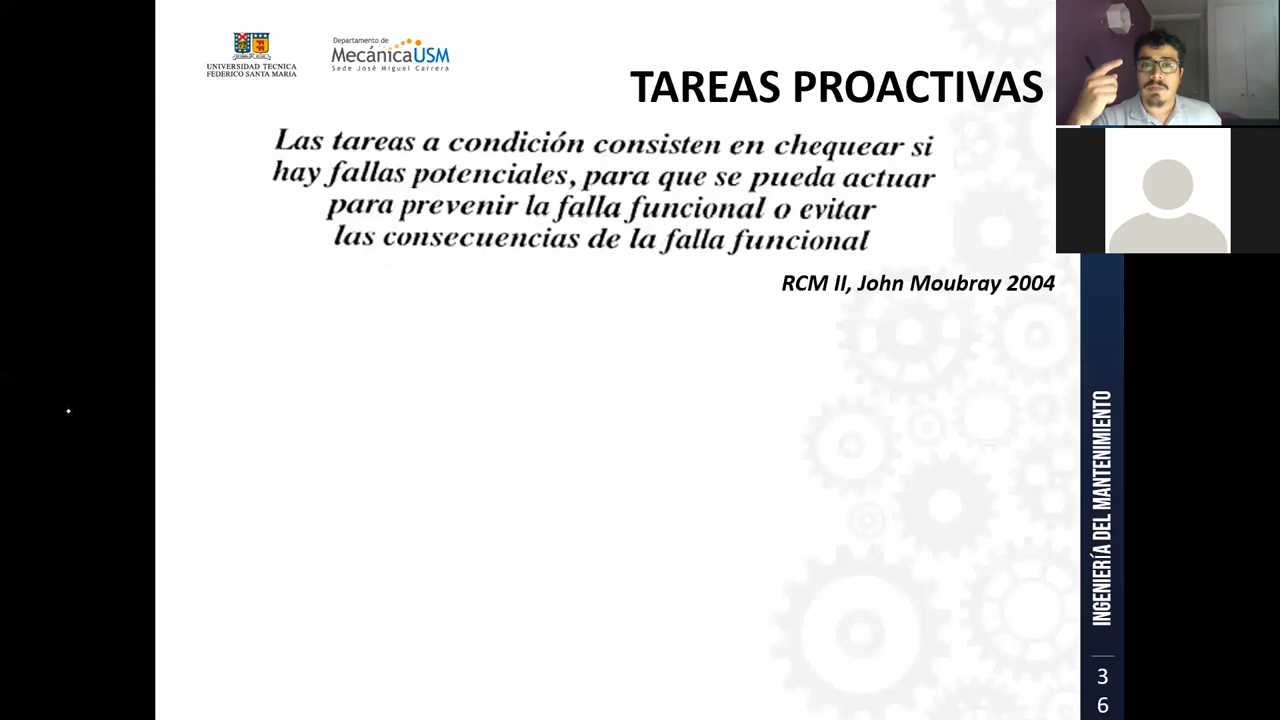 UNIVERSIDAD TECNICA
FEDERICO SANTA MARIA
Departamento de
MecánicaUSM
Sede José Miguel Carrera
TAREAS PROACTIVAS
Las tareas a condición consisten en chequear si
hay fallas potenciales, para que se pueda actuar
para prevenir la falla funcional o evitar
las consecuencias de la falla funcional
RCM II, John Moubray 2004
INGENIERÍA DEL MANTENIMIENTO
3
6